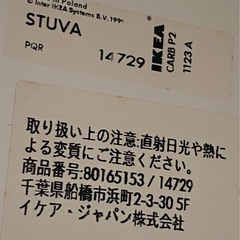 in Poland
© Inter IKEA Systems B.V. 199
STUVA
PQR 14729
IKEA
CARB P2
1123 A
取り扱い上の注意:直射日光や熱に
よる変質にご注意ください。
商品番号:80165153 / 14729
千葉県船橋市浜町2-3-30 5F
イケア・ジャパン株式会社